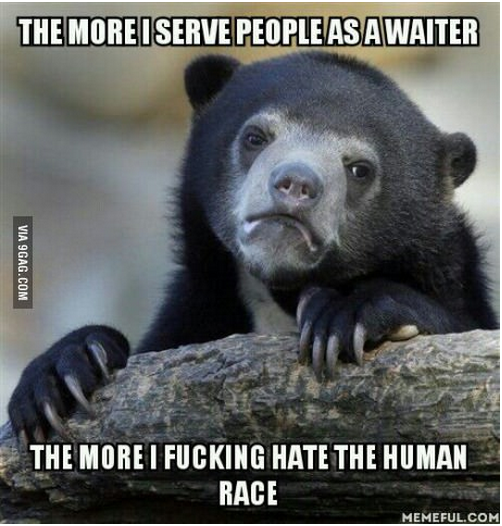 THE MORE I SERVE PEOPLE AS A WAITER
VIA 9GAG.COM
THE MORE I FUCKING HATE THE HUMAN
RACE
MEMEFUL.COM